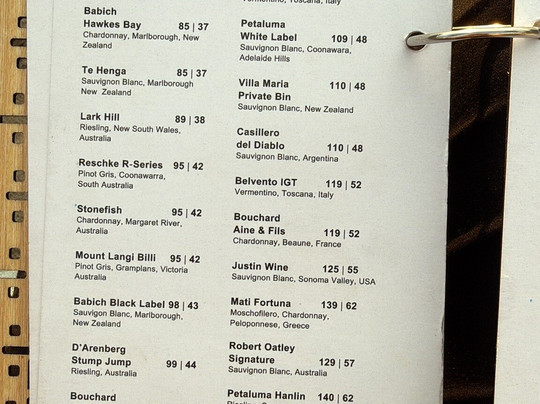 Babich
Hawkes Bay 85 | 37
Chardonnay, Marlborough, New
Zealand
Te Henga 85 | 37
Sauvignon Blanc, Marlborough
New Zealand
Lark Hill 89 | 38
Riesling, New South Wales,
Australia
Reschke R-Series 95 | 42
Pinot Gris, Coonawarra,
South Australia
Stonefish 95 | 42
Chardonnay, Margaret River,
Australia
Mount Langi Billi 95 | 42
Pinot Gris, Grampians, Victoria
Australia
Babich Black Label 98 | 43
Sauvigon Blanc, Marlborough,
New Zealand
D'Arenberg
Stump Jump 99 | 44
Riesling, Australia
Bouchard
Vermentino, Toscana, Italy
Petaluma
White Label 109 | 48
Sauvignon Blanc, Coonawara,
Adelaide Hills
Villa Maria 110 | 48
Private Bin
Sauvignon Blanc, New Zealand
Casillero
del Diablo 110 | 48
Sauvignon Blanc, Argentina
Belvento IGT 119 | 52
Vermentino, Toscana, Italy
Bouchard
Aine & Fils 119 | 52
Chardonnay, Beaune, France
Justin Wine 125 | 55
Sauvignon Blanc, Sonoma Valley, USA
Mati Fortuna 139 | 62
Moschofilero, Chardonnay,
Peloponnese, Greece
Robert Oatley
Signature 129 | 57
Sauvignon Blanc, Australia
Petaluma Hanlin 140 | 62